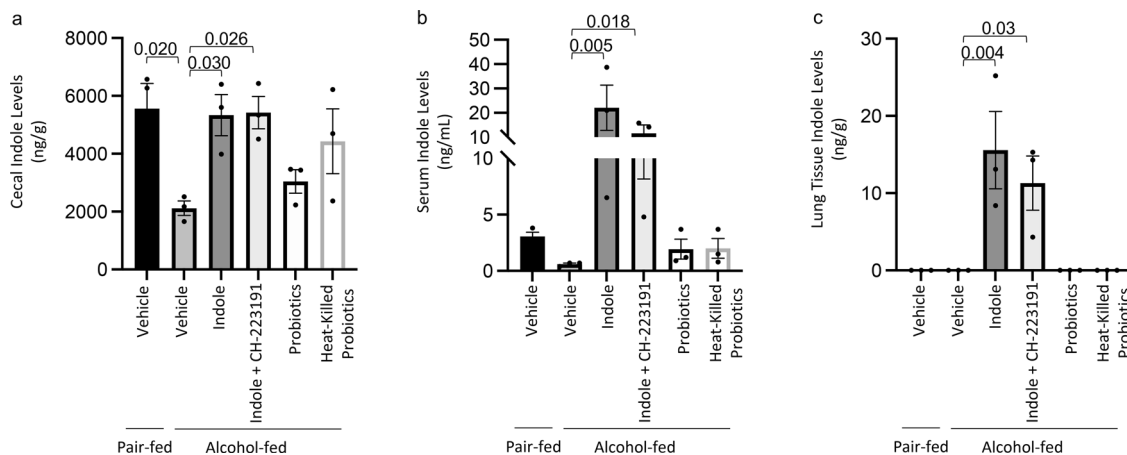 a
Cecal Indole Levels
(ng/g)
8000
6000
4000
2000
0
0.020
0.026
0.030
Vehicle
Vehicle
Indole
Indole + CH-223191
Probiotics
Heat-Killed
Probiotics
Pair-fed
Alcohol-fed
b
Serum Indole Levels
(ng/mL)
50
40
30
20
10
10
5
0
0.018
0.005
Vehicle
Vehicle
Indole
Indole + CH-223191
Probiotics
Heat-Killed
Probiotics
Pair-fed
Alcohol-fed
c
Lung Tissue Indole Levels
(ng/g)
30
20
10
0
0.03
0.004
Vehicle
Vehicle
Indole
Indole + CH-223191
Probiotics
Heat-Killed
Probiotics
Pair-fed
Alcohol-fed